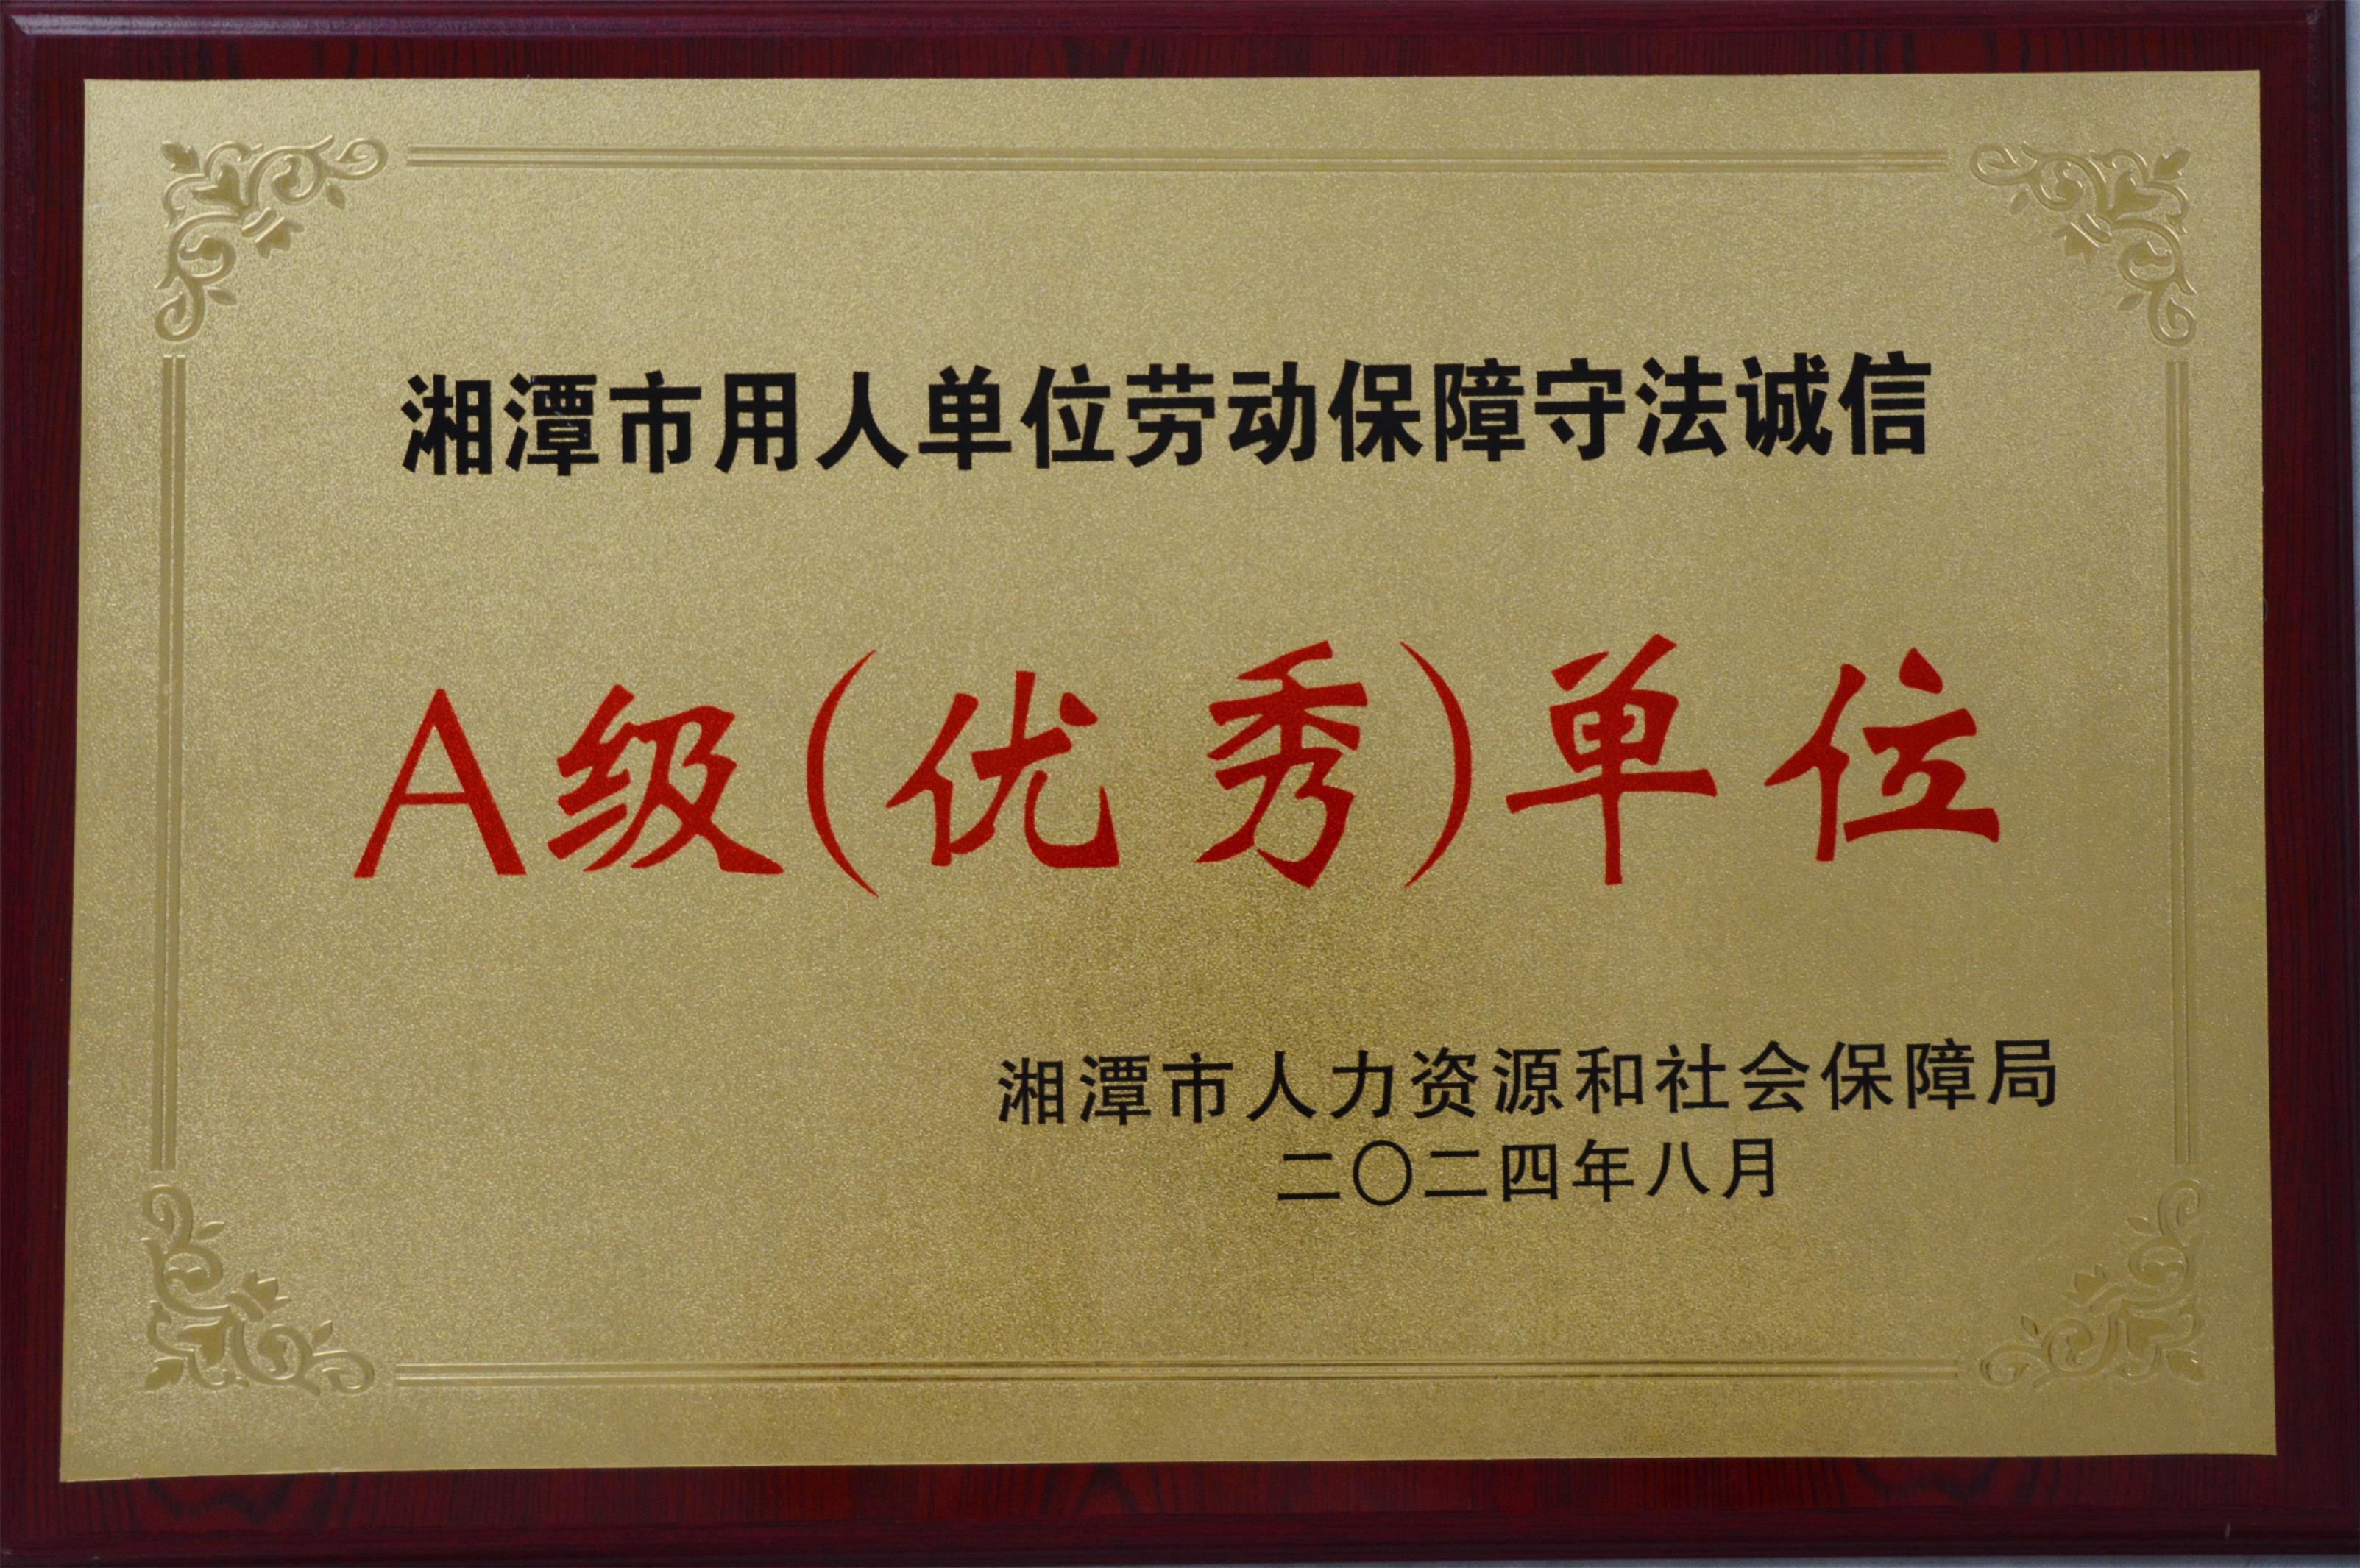 湘潭市用人单位劳动保障守法诚信
A级(优秀)单位
湘潭市人力资源和社会保障局
二〇二四年八月